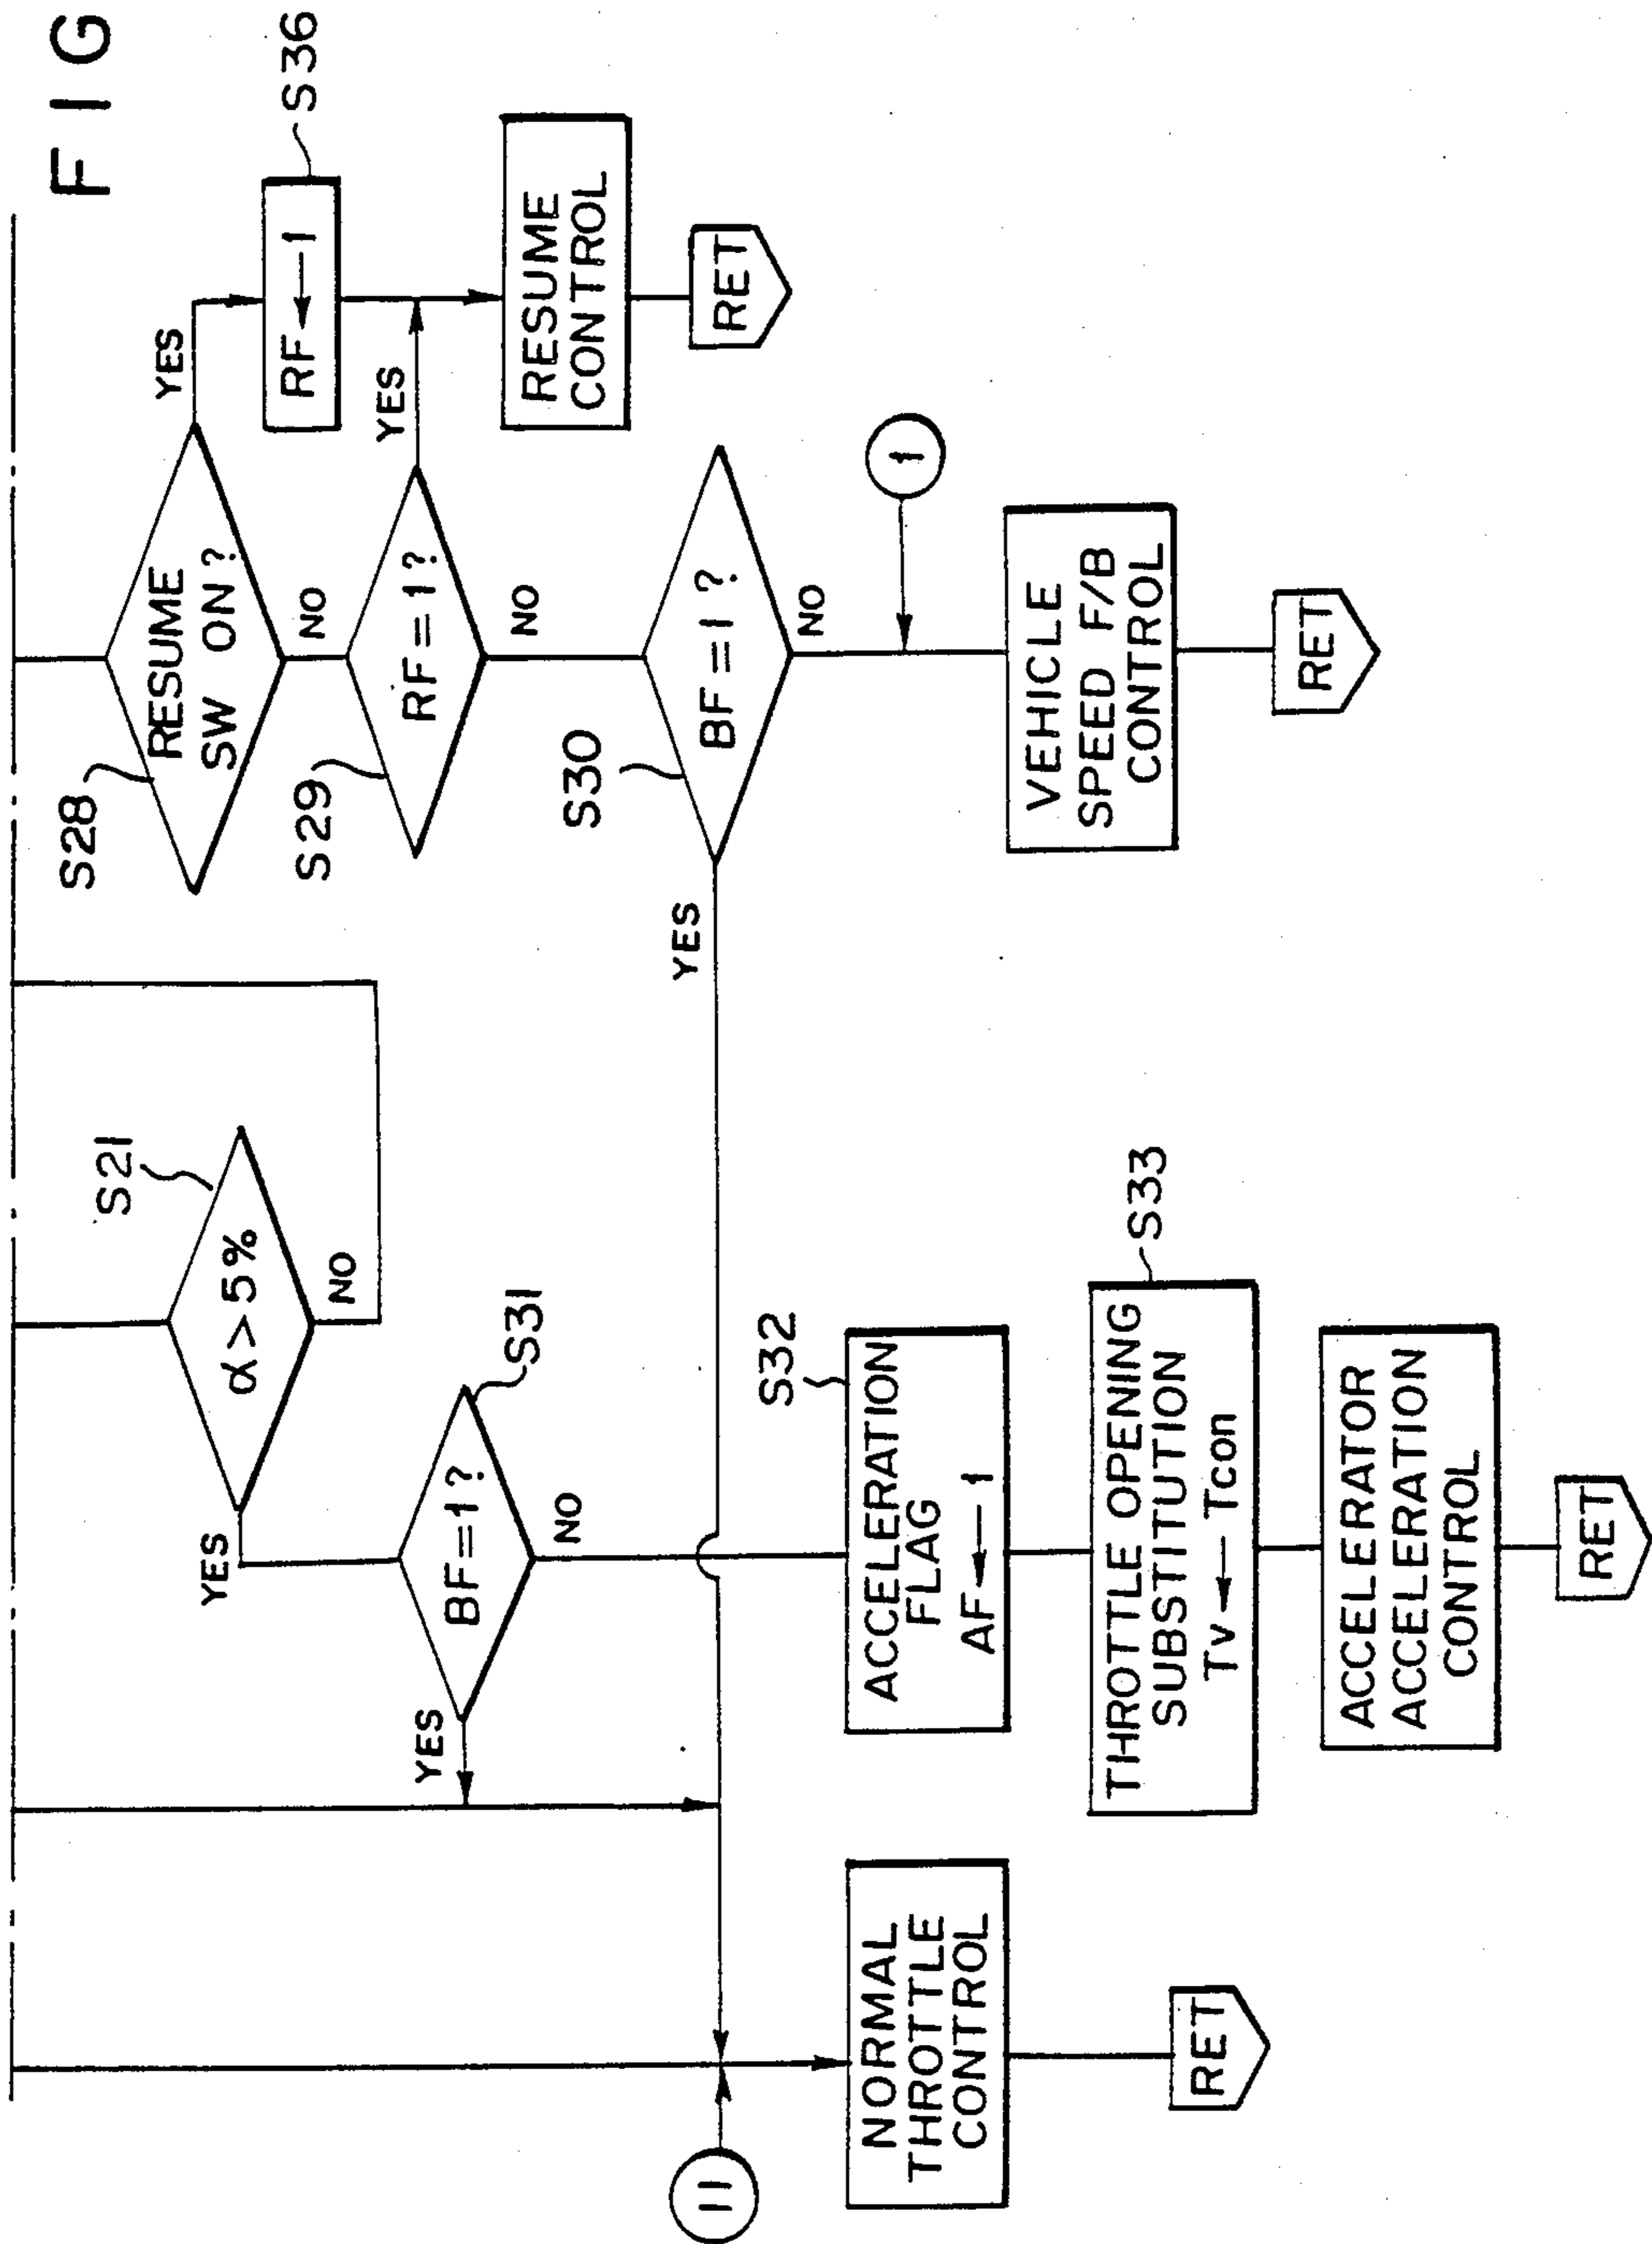 FIG
S28
RESUME
SW ON?
YES
NO
S36
RF ← 1
S29
RF=1?
YES
NO
RESUME
CONTROL
RET
S30
BF=1?
YES
NO
1
VEHICLE
SPEED F/B
CONTROL
RET
S21
α>5%
YES
NO
S31
BF=1?
YES
NO
S32
ACCELERATION
FLAG
AF ← 1
S33
THROTTLE OPENING
SUBSTITUTION
Tv ← Tcon
ACCELERATOR
ACCELERATION
CONTROL
RET
11
NORMAL
THROTTLE
CONTROL
RET